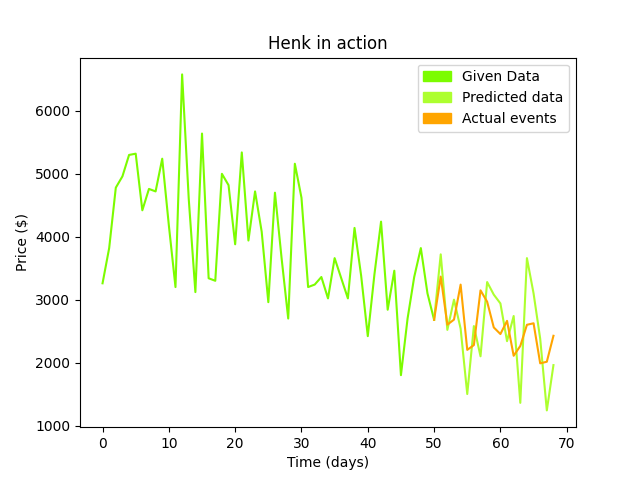 Henk in action
Given Data
Predicted data
Actual events
Price ($)
6000
5000
4000
3000
2000
1000
0 10 20 30 40 50 60 70
Time (days)